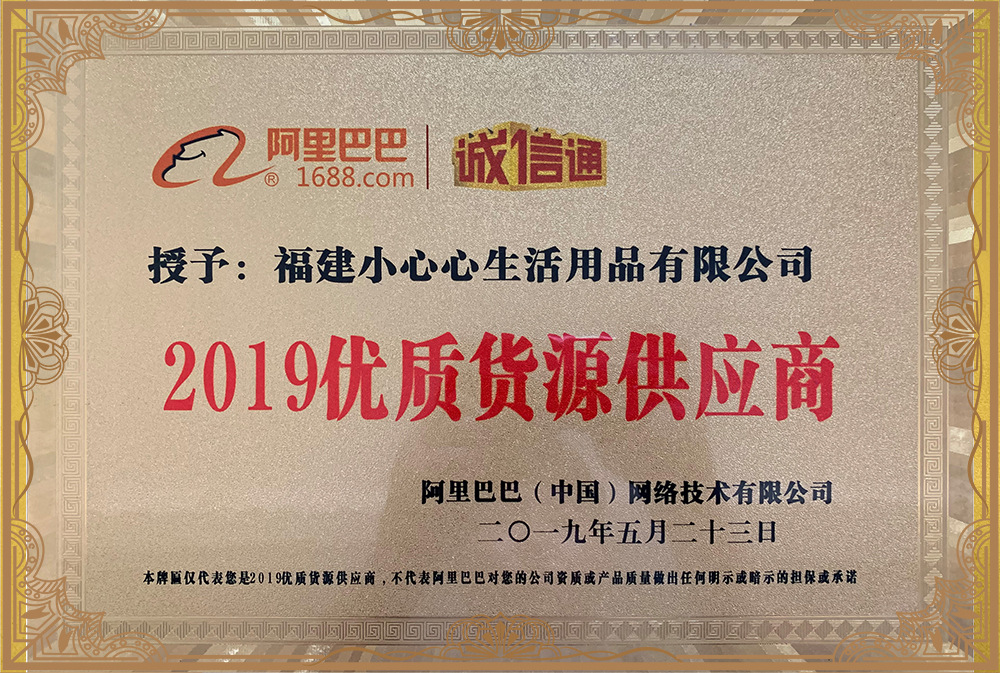 阿里巴巴
® 1688.com
诚信通
授予：福建小心心生活用品有限公司
2019优质货源供应商
阿里巴巴（中国）网络技术有限公司
二〇一九年五月二十三日
本牌匾仅代表您是2019优质货源供应商，不代表阿里巴巴对您的公司资质或产品质量做出任何明示或暗示的担保或承诺